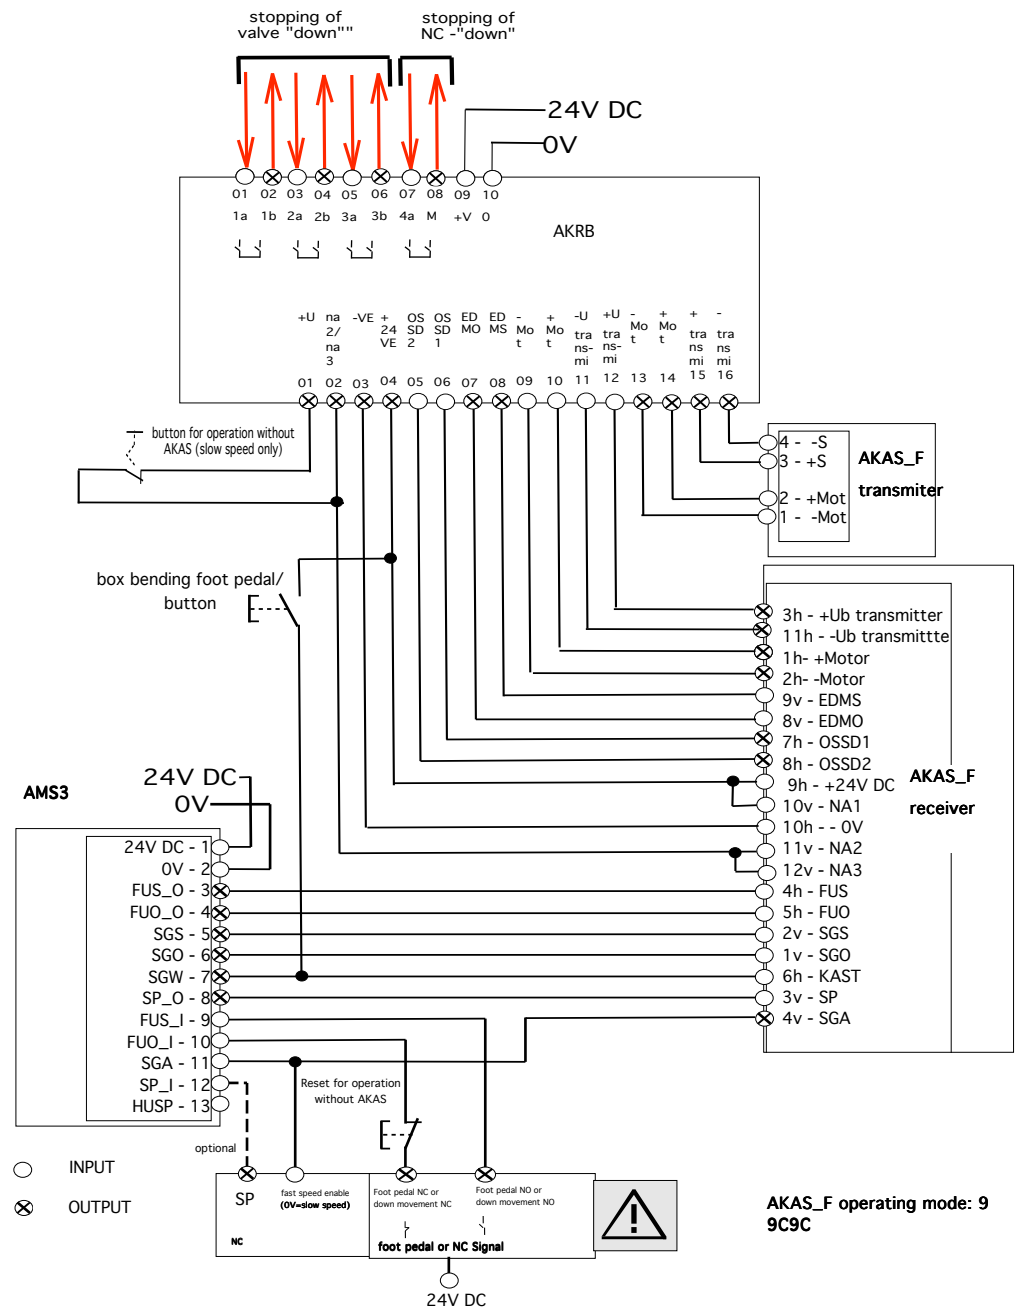 stopping of
valve "down""
stopping of
NC -"down"
24V DC
0V
01 02 03 04 05 06 07 08 09 10
1a 1b 2a 2b 3a 3b 4a M +V 0
AKRB
+U
na
2/
na
3
-VE
+
24
VE
OS
SD
2
OS
SD
1
ED
MO
ED
MS
-
Mo
t
+
Mo
t
-U
tra
ns-
mi
+U
tra
ns-
mi
-
Mo
t
+
Mo
t
+
tra
ns
mi
-
tra
ns
mi
01 02 03 04 05 06 07 08 09 10 11 12 13 14 15 16
button for operation without
AKAS (slow speed only)
4 - -S
3 - +S
2 - +Mot
1 - -Mot
AKAS_F
transmiter
box bending foot pedal/
button
3h - +Ub transmitter
11h - -Ub transmittte
1h- +Motor
2h- -Motor
9v - EDMS
8v - EDMO
7h - OSSD1
8h - OSSD2
9h - +24V DC
10v - NA1
10h - - 0V
11v - NA2
12v - NA3
4h - FUS
5h - FUO
2v - SGS
1v - SGO
6h - KAST
3v - SP
4v - SGA
AKAS_F
receiver
24V DC
0V
AMS3
24V DC - 1
0V - 2
FUS_O - 3
FUO_O - 4
SGS - 5
SGO - 6
SGW - 7
SP_O - 8
FUS_I - 9
FUO_I - 10
SGA - 11
SP_I - 12
HUSP - 13
Reset for operation
without AKAS
optional
INPUT
OUTPUT
SP
NC
fast speed enable
(0V=slow speed)
Foot pedal NC or
down movement NC
Foot pedal NO or
down movement NO
foot pedal or NC Signal
24V DC
!
AKAS_F operating mode: 9
9C9C